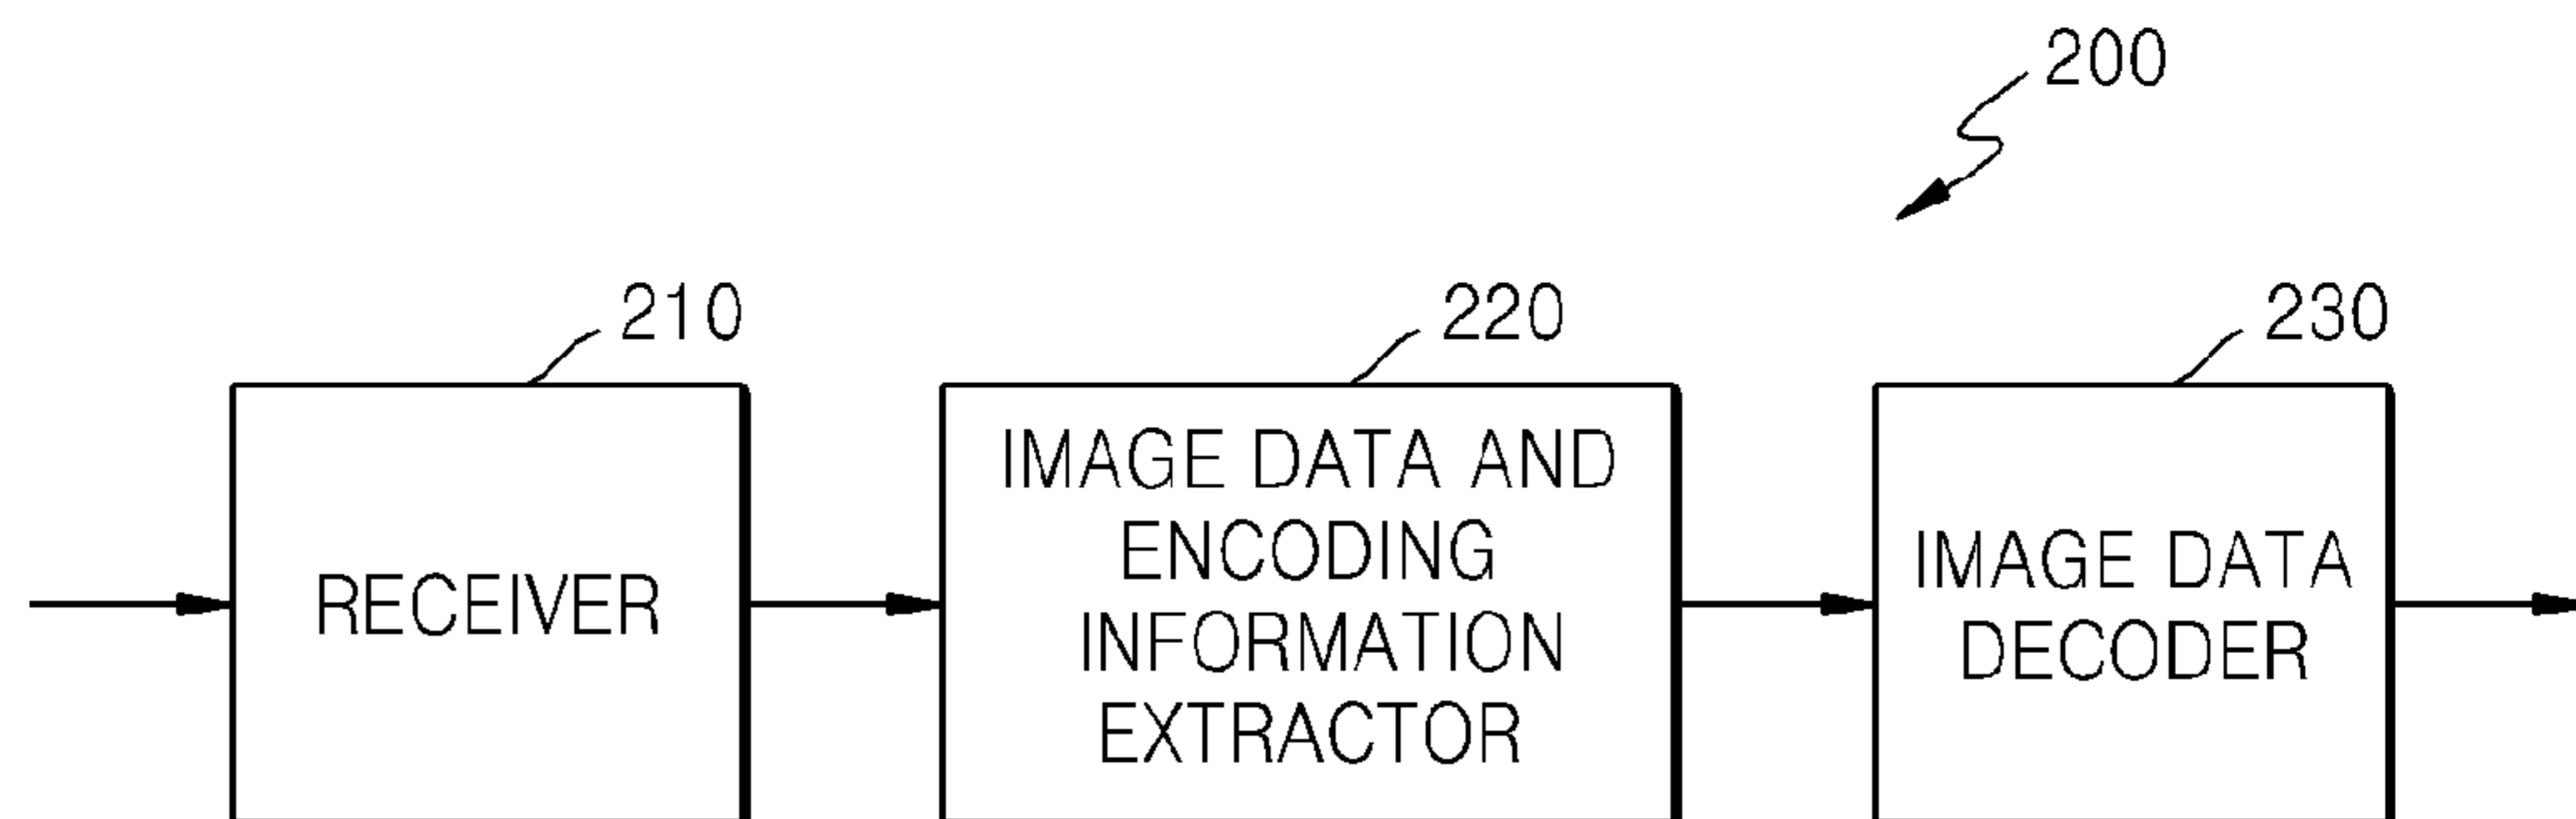 200
210
220
230
RECEIVER
IMAGE DATA AND
ENCODING
INFORMATION
EXTRACTOR
IMAGE DATA
DECODER